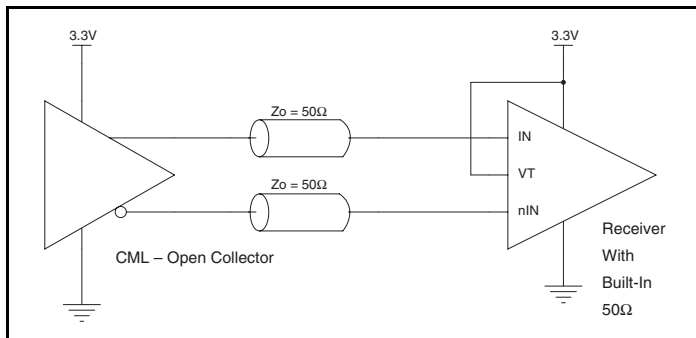 3.3V
3.3V
Zo = 50Ω
IN
VT
Zo = 50Ω
nIN
CML – Open Collector
Receiver
With
Built-In
50Ω